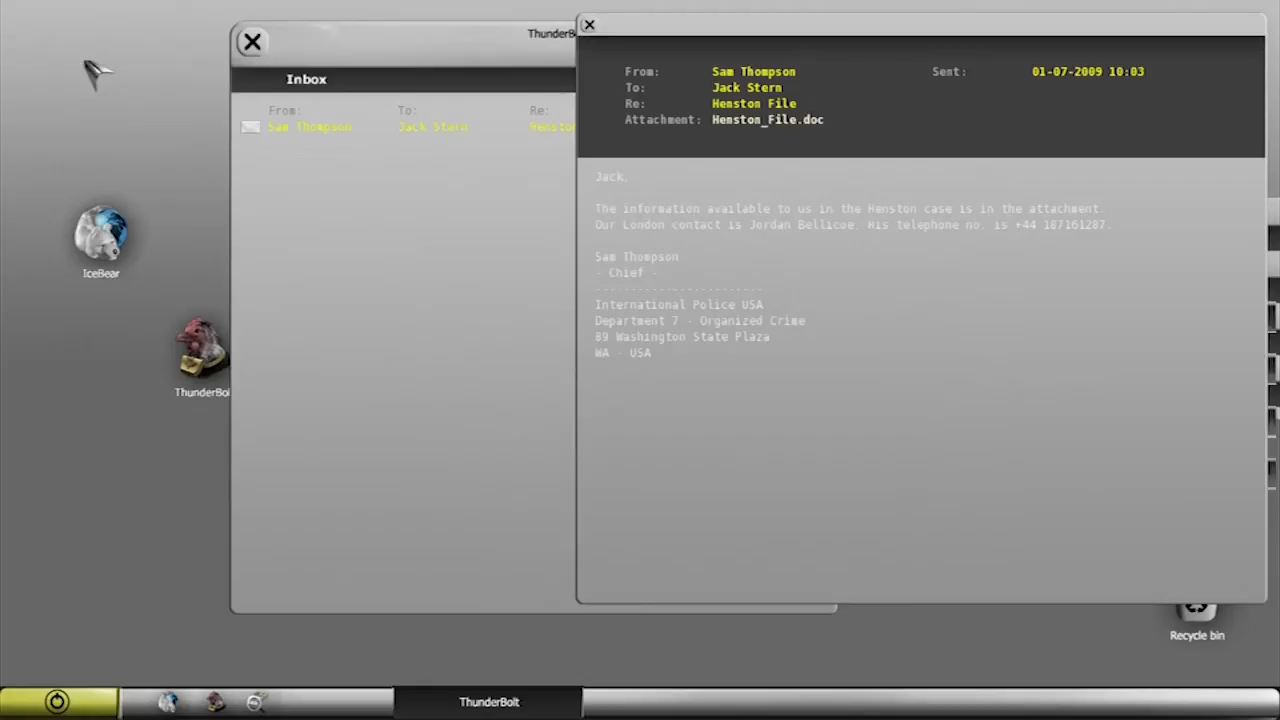 ThunderB
Inbox
From: To: Re:
Sam Thompson Jack Stern Henston
From: Sam Thompson Sent: 01-07-2009 10:03
To: Jack Stern
Re: Henston File
Attachment: Henston_File.doc
Jack,
The information available to us in the Henston case is in the attachment.
Our London contact is Jordan Bellicoe. His telephone no. is +44 187161287.
Sam Thompson
- Chief -
------------------------
International Police USA
Department 7 - Organized Crime
89 Washington State Plaza
WA - USA
IceBear
ThunderBol
Recycle bin
ThunderBolt